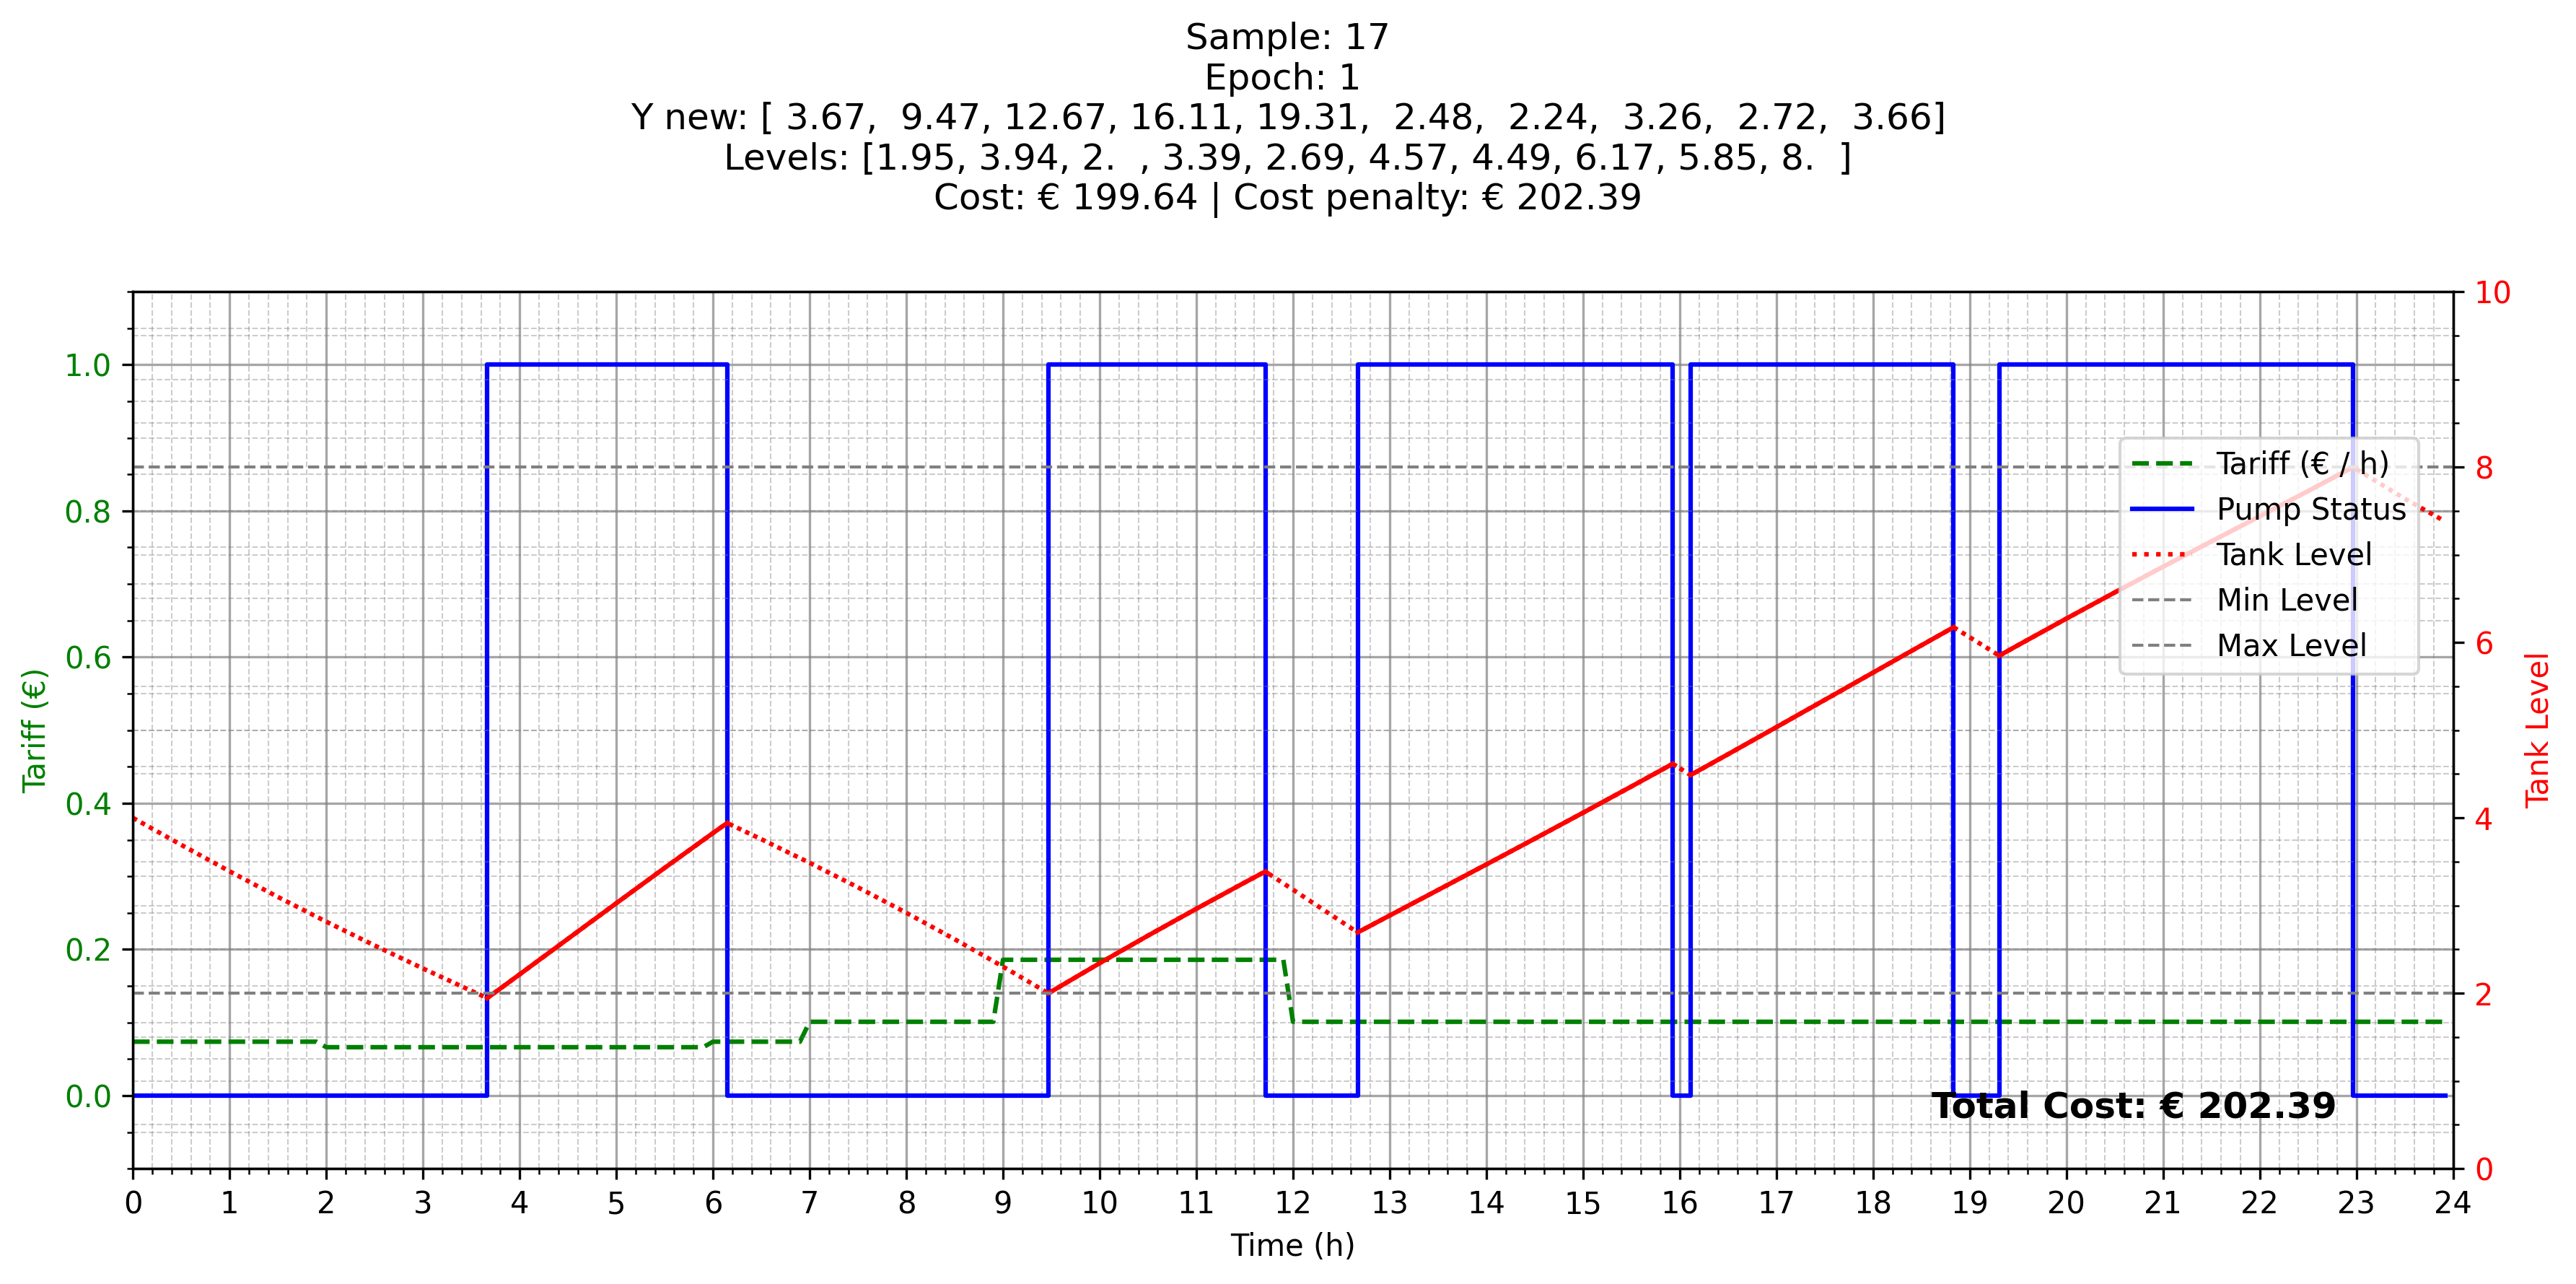 Sample: 17
Epoch: 1
Y new: [ 3.67,  9.47, 12.67, 16.11, 19.31,  2.48,  2.24,  3.26,  2.72,  3.66]
Levels: [1.95, 3.94, 2.  , 3.39, 2.69, 4.57, 4.49, 6.17, 5.85, 8.  ]
Cost: € 199.64 | Cost penalty: € 202.39
1.0
0.8
0.6
0.4
0.2
0.0
Tariff (€)
10
8
6
4
2
0
Tank Level
Tariff (€ / h)
Pump Status
Tank Level
Min Level
Max Level
Total Cost: € 202.39
0 1 2 3 4 5 6 7 8 9 10 11 12 13 14 15 16 17 18 19 20 21 22 23 24
Time (h)